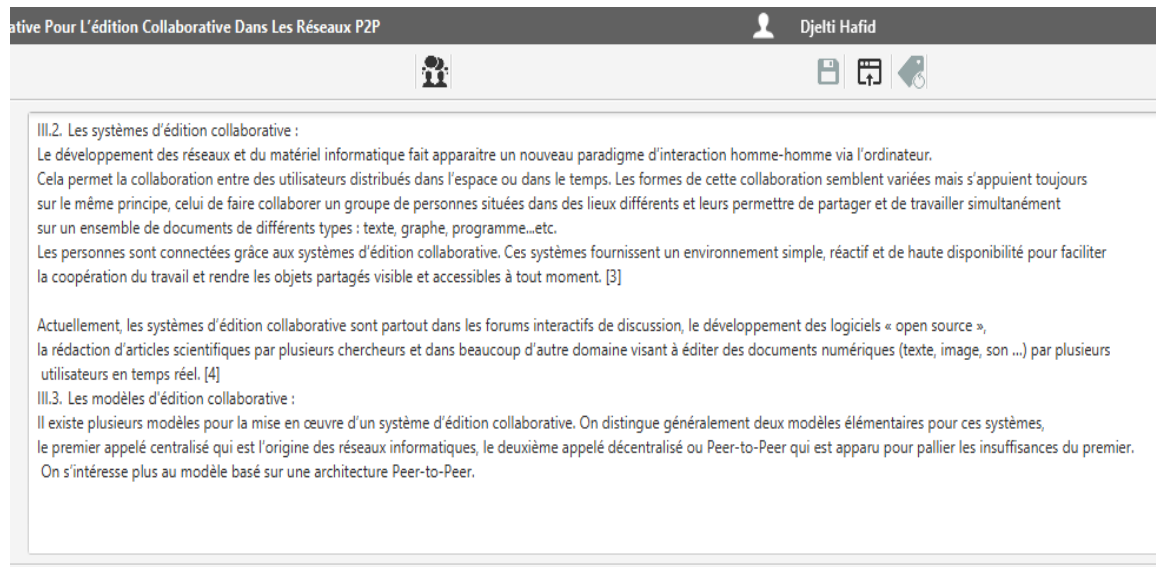 ative Pour L'édition Collaborative Dans Les Réseaux P2P
Djelti Hafid
III.2. Les systèmes d'édition collaborative :
Le développement des réseaux et du matériel informatique fait apparaitre un nouveau paradigme d'interaction homme-homme via l'ordinateur.
Cela permet la collaboration entre des utilisateurs distribués dans l'espace ou dans le temps. Les formes de cette collaboration semblent variées mais s'appuient toujours
sur le même principe, celui de faire collaborer un groupe de personnes situées dans des lieux différents et leurs permettre de partager et de travailler simultanément
sur un ensemble de documents de différents types : texte, graphe, programme...etc.
Les personnes sont connectées grâce aux systèmes d'édition collaborative. Ces systèmes fournissent un environnement simple, réactif et de haute disponibilité pour faciliter
la coopération du travail et rendre les objets partagés visible et accessibles à tout moment. [3]
Actuellement, les systèmes d'édition collaborative sont partout dans les forums interactifs de discussion, le développement des logiciels « open source »,
la rédaction d'articles scientifiques par plusieurs chercheurs et dans beaucoup d'autre domaine visant à éditer des documents numériques (texte, image, son ...) par plusieurs
utilisateurs en temps réel. [4]
III.3. Les modèles d'édition collaborative :
Il existe plusieurs modèles pour la mise en œuvre d'un système d'édition collaborative. On distingue généralement deux modèles élémentaires pour ces systèmes,
le premier appelé centralisé qui est l'origine des réseaux informatiques, le deuxième appelé décentralisé ou Peer-to-Peer qui est apparu pour pallier les insuffisances du premier.
On s'intéresse plus au modèle basé sur une architecture Peer-to-Peer.